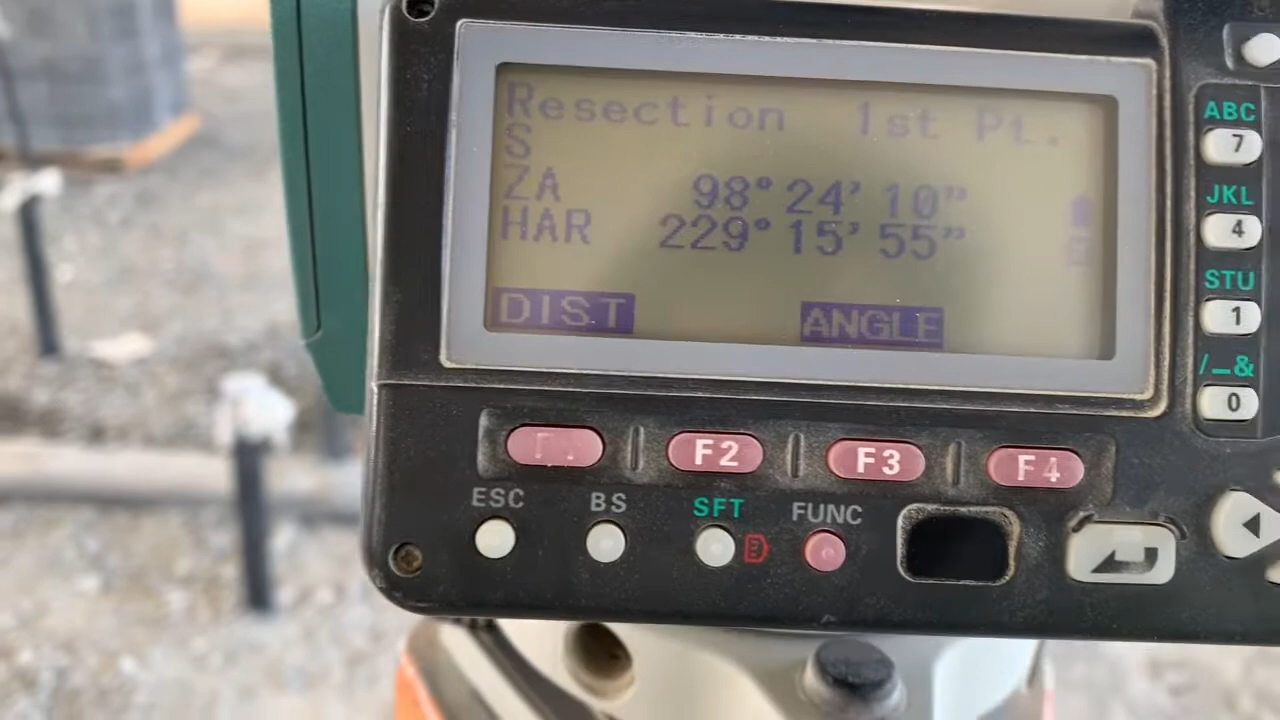 Resection 1st Pt.
S
ZA 98° 24' 10"
HAR 229° 15' 55"
DIST ANGLE
F2 F3 F4
ESC BS SFT FUNC
ABC
7
JKL
4
STU
1
/_&
0